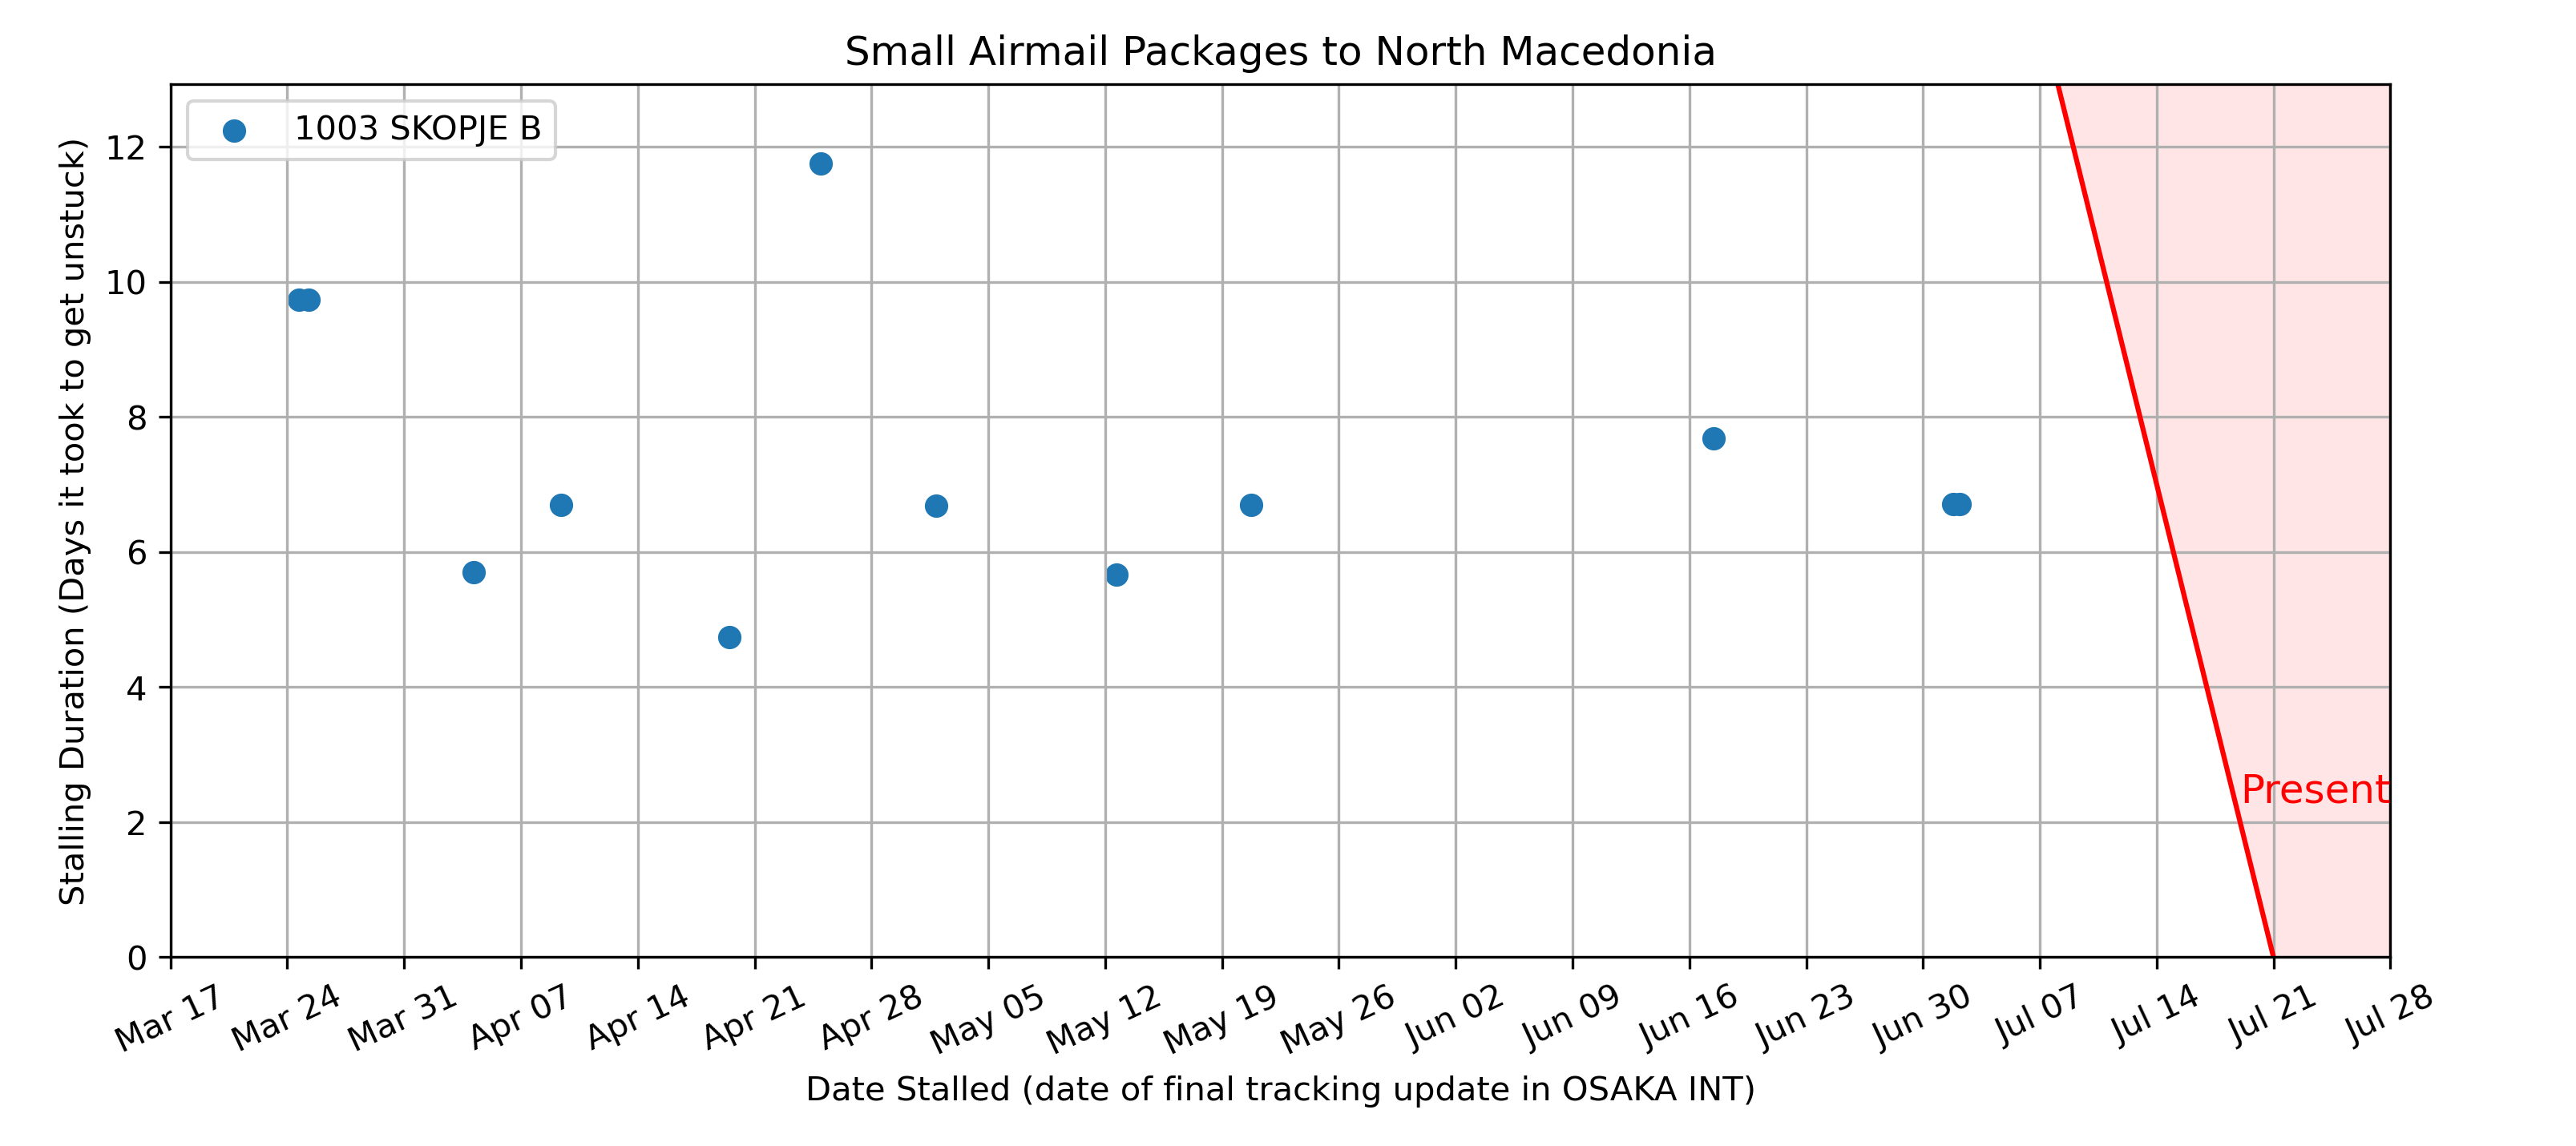 Small Airmail Packages to North Macedonia
1003 SKOPJE B
Stalling Duration (Days it took to get unstuck)
12
10
8
6
4
2
0
Present
Mar 17
Mar 24
Mar 31
Apr 07
Apr 14
Apr 21
Apr 28
May 05
May 12
May 19
May 26
Jun 02
Jun 09
Jun 16
Jun 23
Jun 30
Jul 07
Jul 14
Jul 21
Jul 28
Date Stalled (date of final tracking update in OSAKA INT)